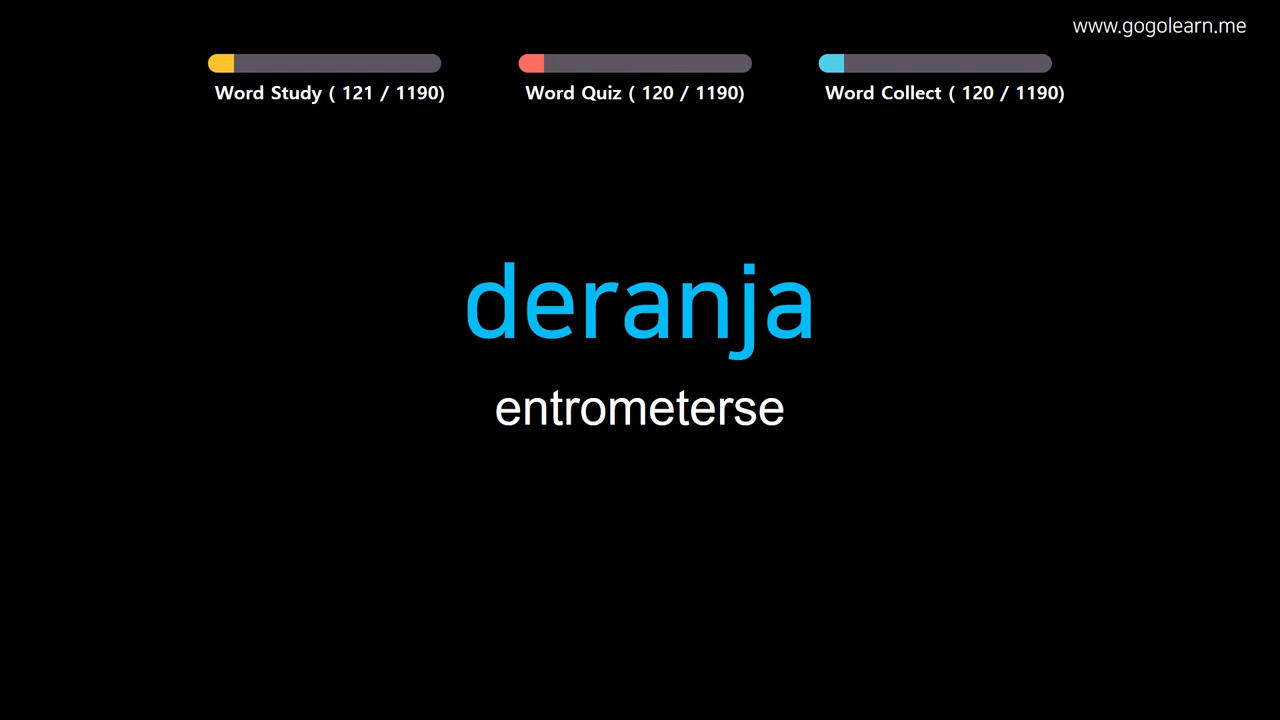 www.gogolearn.me
Word Study ( 121 / 1190)
Word Quiz ( 120 / 1190)
Word Collect ( 120 / 1190)
deranja
entrometerse